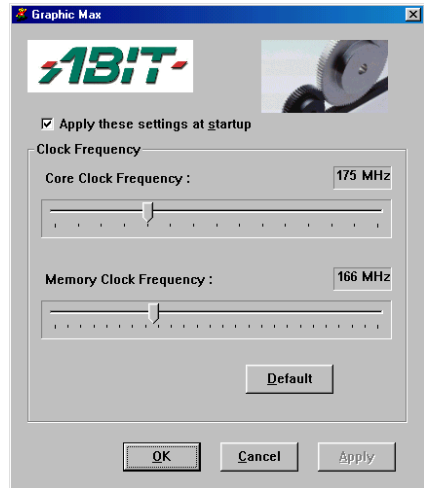 Graphic Max
ABIT
Apply these settings at startup
Clock Frequency
Core Clock Frequency :
175 MHz
Memory Clock Frequency :
166 MHz
Default
OK
Cancel
Apply